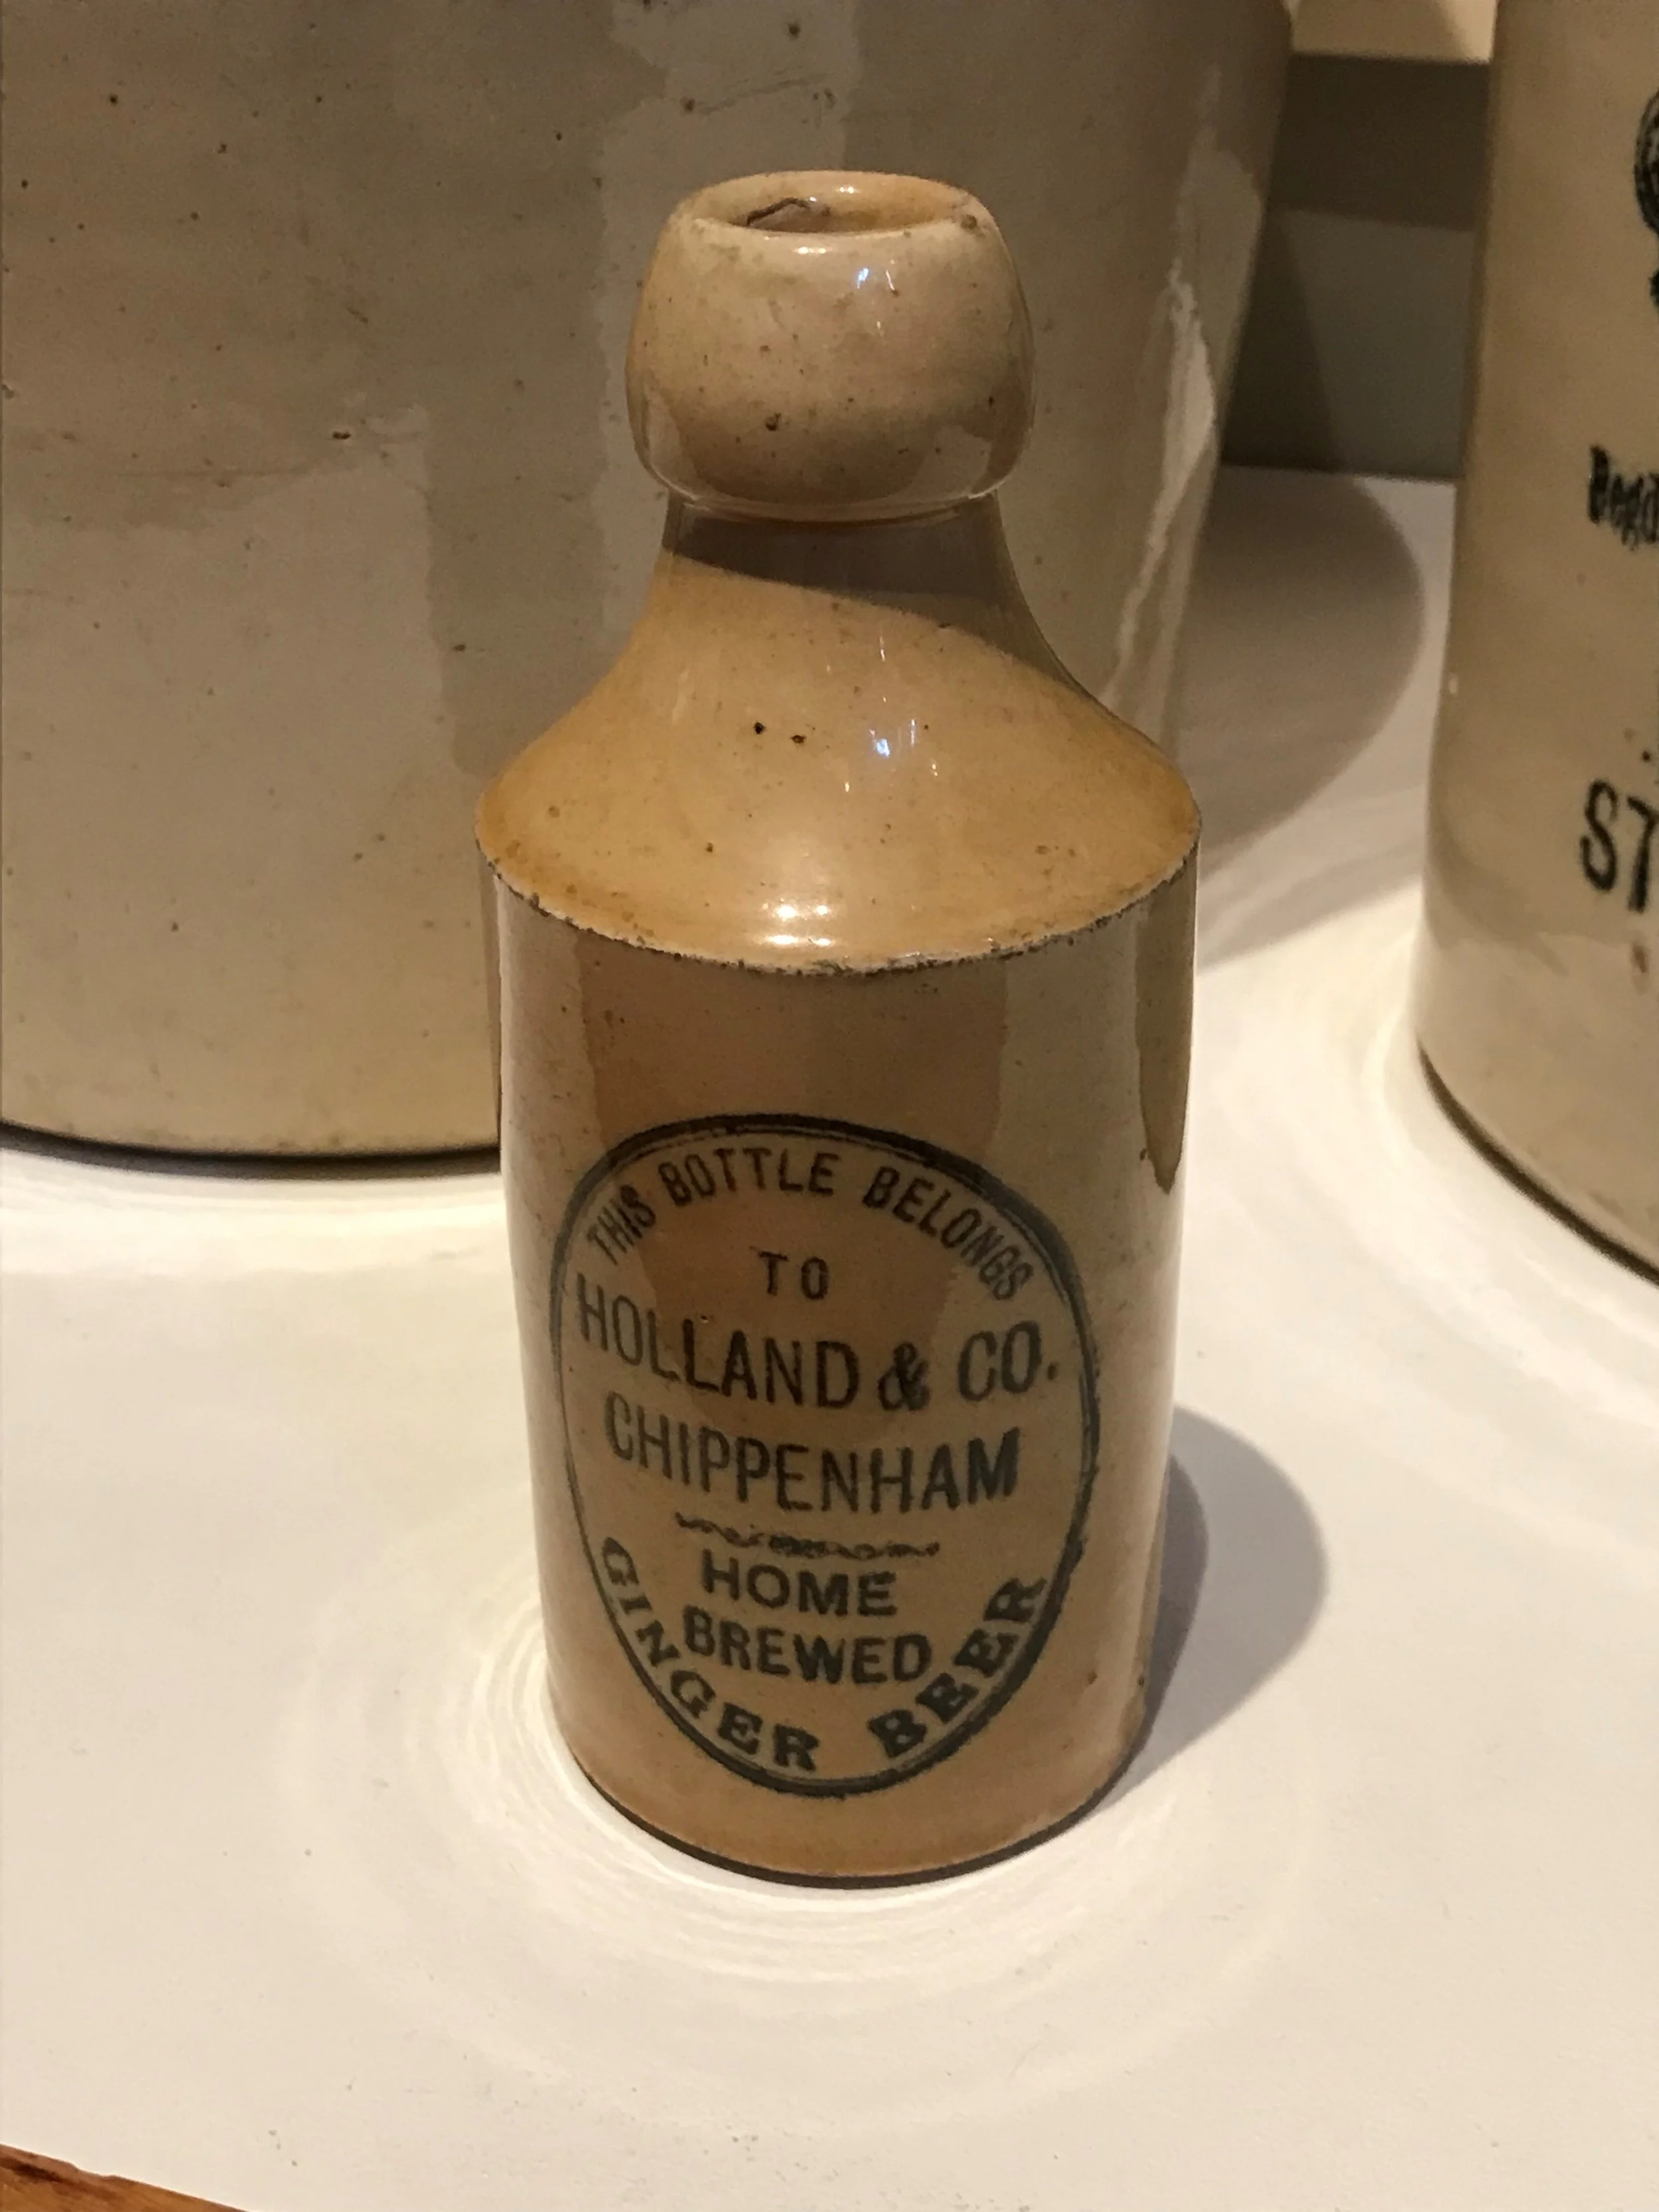 THIS BOTTLE BELONGS
TO
HOLLAND & CO.
CHIPPENHAM
HOME
BREWED
GINGER BEER